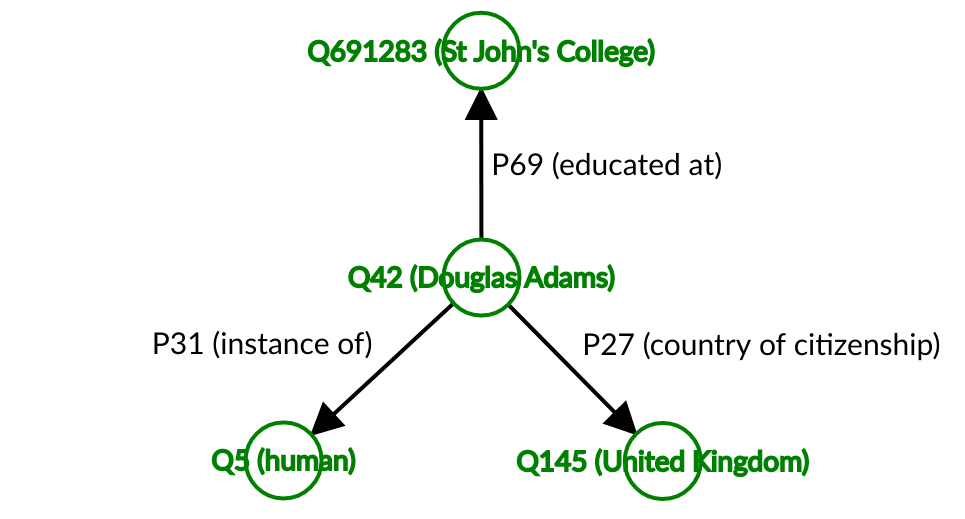 Q691283 (St John's College)
P69 (educated at)
Q42 (Douglas Adams)
P31 (instance of)
P27 (country of citizenship)
Q5 (human)
Q145 (United Kingdom)